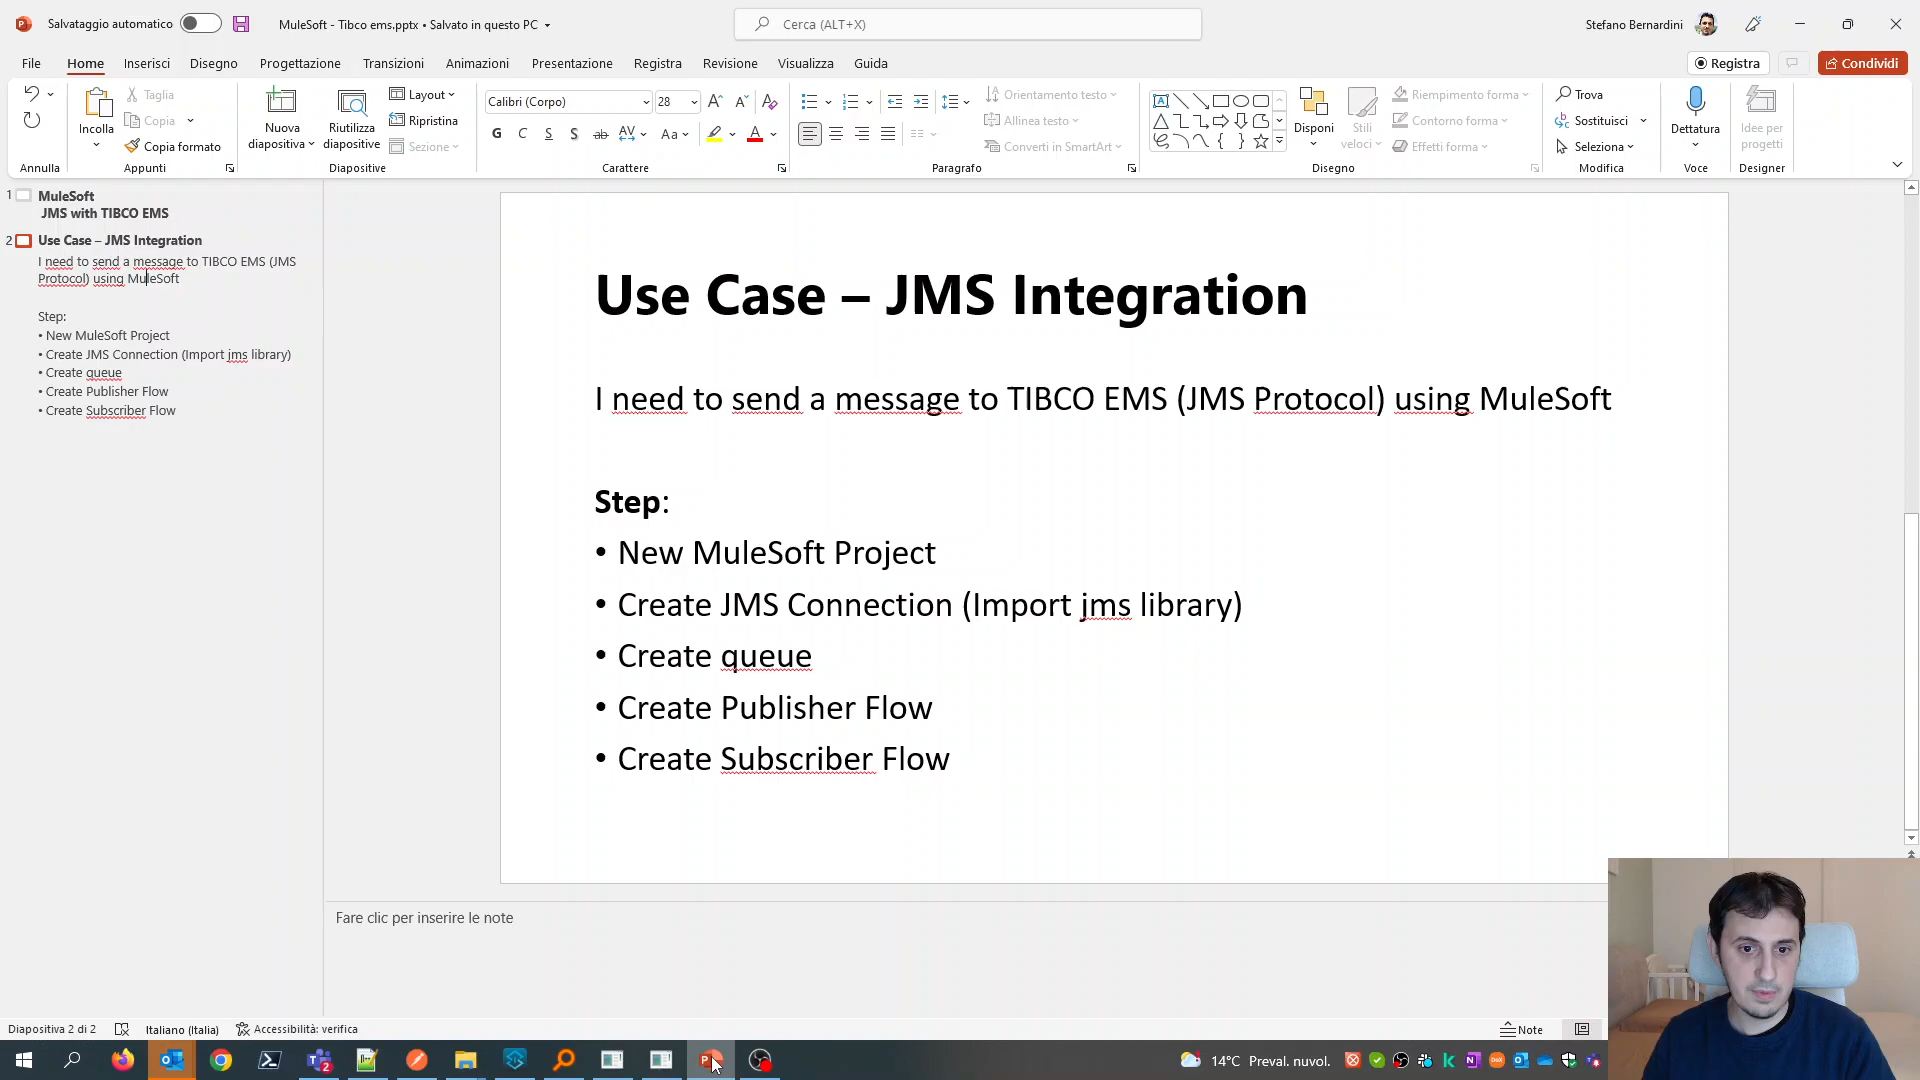 Salvataggio automatico
MuleSoft - Tibco ems.pptx • Salvato in questo PC
Cerca (ALT+X)
Stefano Bernardini
File
Home
Inserisci
Disegno
Progettazione
Transizioni
Animazioni
Presentazione
Registra
Revisione
Visualizza
Guida
Registra
Condividi
Incolla
Taglia
Copia
Copia formato
Nuova
diapositiva
Riutilizza
diapositive
Layout
Ripristina
Sezione
Calibri (Corpo)
28
G C S S ab AV Aa A
Orientamento testo
Allinea testo
Converti in SmartArt
Disponi
Stili
veloci
Riempimento forma
Contorno forma
Effetti forma
Trova
Sostituisci
Seleziona
Dettatura
Idee per
progetti
Annulla
Appunti
Diapositive
Carattere
Paragrafo
Disegno
Modifica
Voce
Designer
1 MuleSoft
JMS with TIBCO EMS
2 Use Case – JMS Integration
I need to send a message to TIBCO EMS (JMS
Protocol) using MuleSoft
Step:
• New MuleSoft Project
• Create JMS Connection (Import jms library)
• Create queue
• Create Publisher Flow
• Create Subscriber Flow
Use Case – JMS Integration
I need to send a message to TIBCO EMS (JMS Protocol) using MuleSoft
Step:
• New MuleSoft Project
• Create JMS Connection (Import jms library)
• Create queue
• Create Publisher Flow
• Create Subscriber Flow
Fare clic per inserire le note
Diapositiva 2 di 2
Italiano (Italia)
Accessibilità: verifica
Note
14°C Preval. nuvol.